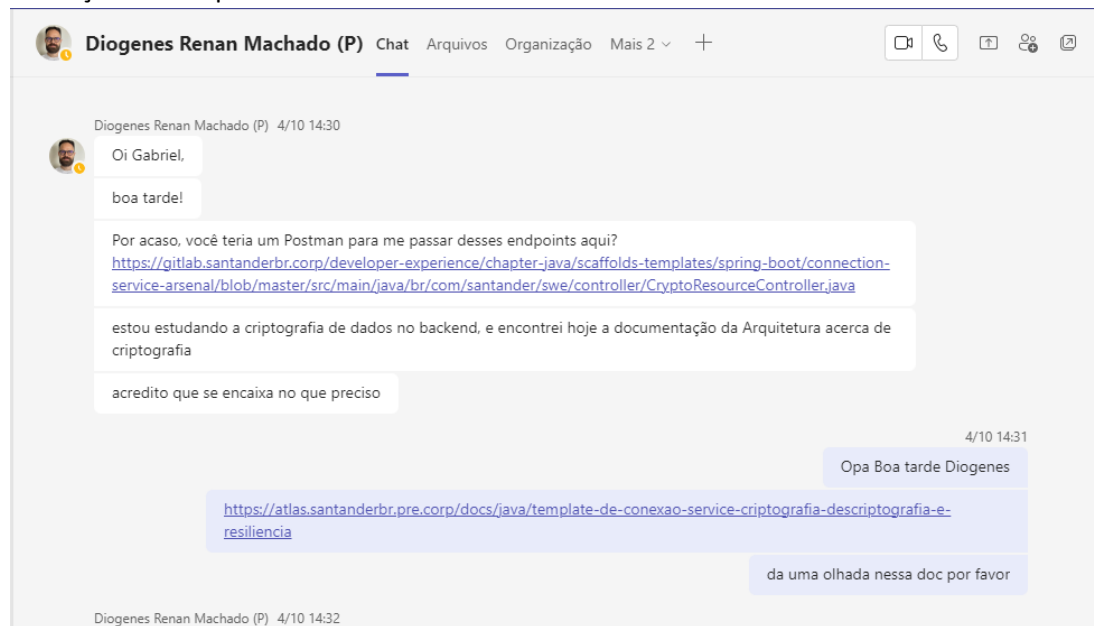 Diogenes Renan Machado (P) Chat Arquivos Organização Mais 2
Diogenes Renan Machado (P) 4/10 14:30
Oi Gabriel,
boa tarde!
Por acaso, você teria um Postman para me passar desses endpoints aqui?
https://gitlab.santanderbr.corp/developer-experience/chapter-java/scaffolds-templates/spring-boot/connection-
service-arsenal/blob/master/src/main/java/br/com/santander/swe/controller/CryptoResourceController.java
estou estudando a criptografia de dados no backend, e encontrei hoje a documentação da Arquitetura acerca de
criptografia
acredito que se encaixa no que preciso
4/10 14:31
Opa Boa tarde Diogenes
https://atlas.santanderbr.pre.corp/docs/java/template-de-conexao-service-criptografia-descriptografia-e-
resiliencia
da uma olhada nessa doc por favor
Diogenes Renan Machado (P) 4/10 14:32